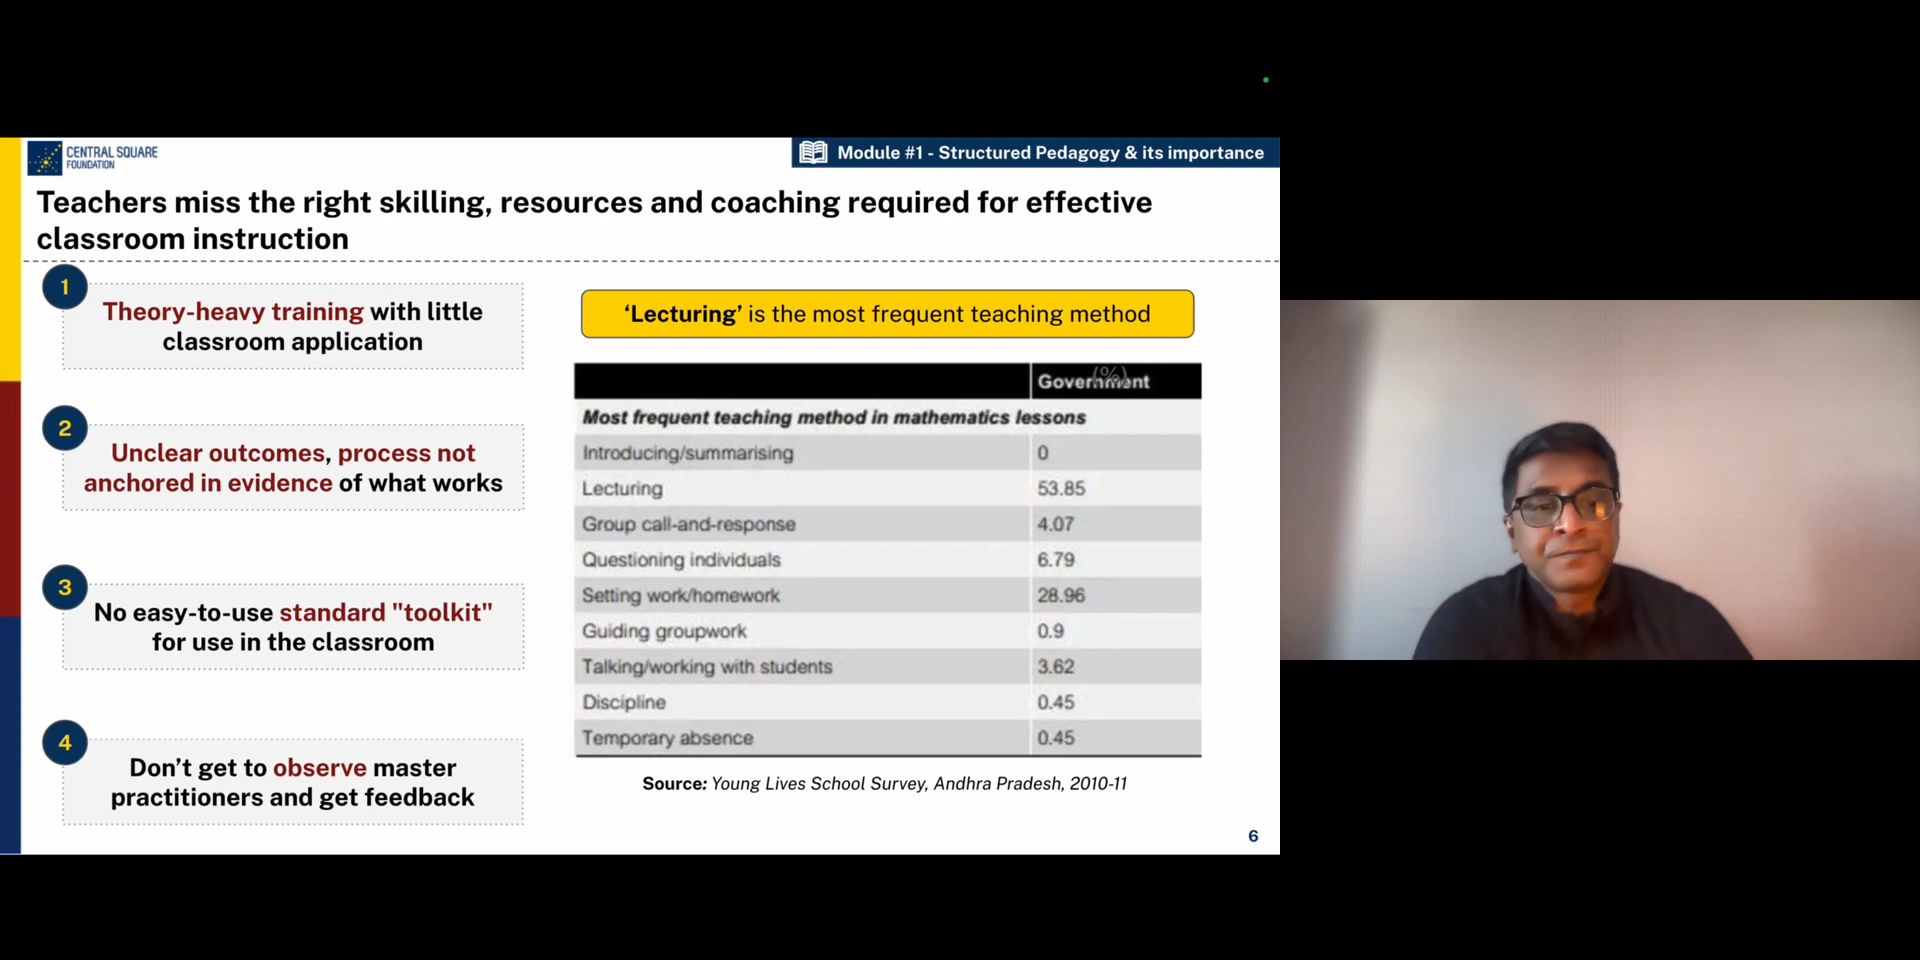 CENTRAL SQUARE
FOUNDATION
Module #1 - Structured Pedagogy & its importance
Teachers miss the right skilling, resources and coaching required for effective
classroom instruction
1
Theory-heavy training with little
classroom application
2
Unclear outcomes, process not
anchored in evidence of what works
3
No easy-to-use standard "toolkit"
for use in the classroom
4
Don’t get to observe master
practitioners and get feedback
‘Lecturing’ is the most frequent teaching method
(%)
Government
Most frequent teaching method in mathematics lessons
Introducing/summarising 0
Lecturing 53.85
Group call-and-response 4.07
Questioning individuals 6.79
Setting work/homework 28.96
Guiding groupwork 0.9
Talking/working with students 3.62
Discipline 0.45
Temporary absence 0.45
Source: Young Lives School Survey, Andhra Pradesh, 2010-11
6